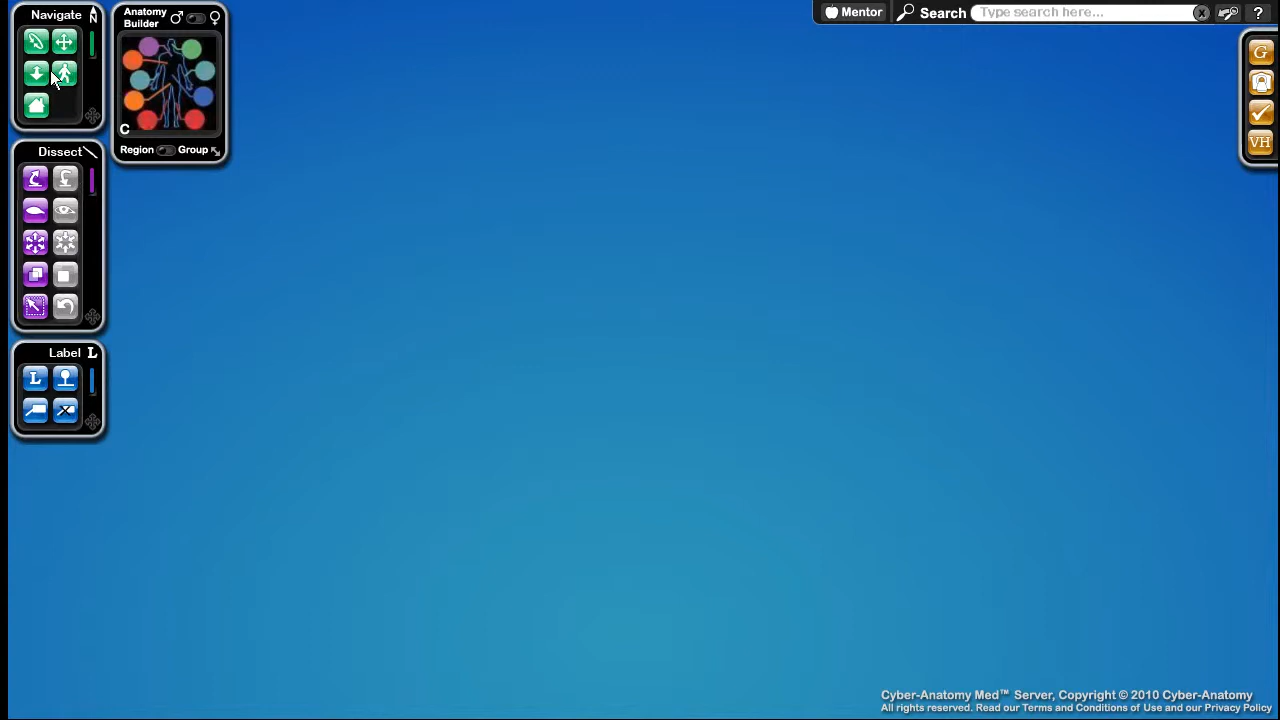 Navigate N
Anatomy
Builder
C
Region Group
Dissect
Label L
L
Mentor Search Type search here... x ?
G
VH
Cyber-Anatomy Med™ Server, Copyright © 2010 Cyber-Anatomy
All rights reserved. Read our Terms and Conditions of Use and our Privacy Policy